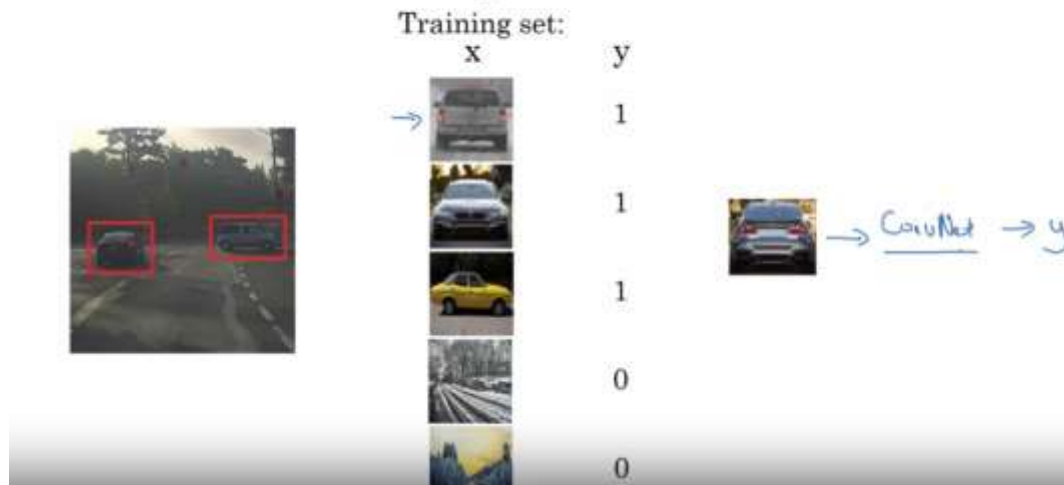 Training set:
x y
→ 1
1
→ ConvNet → y
1
0
0